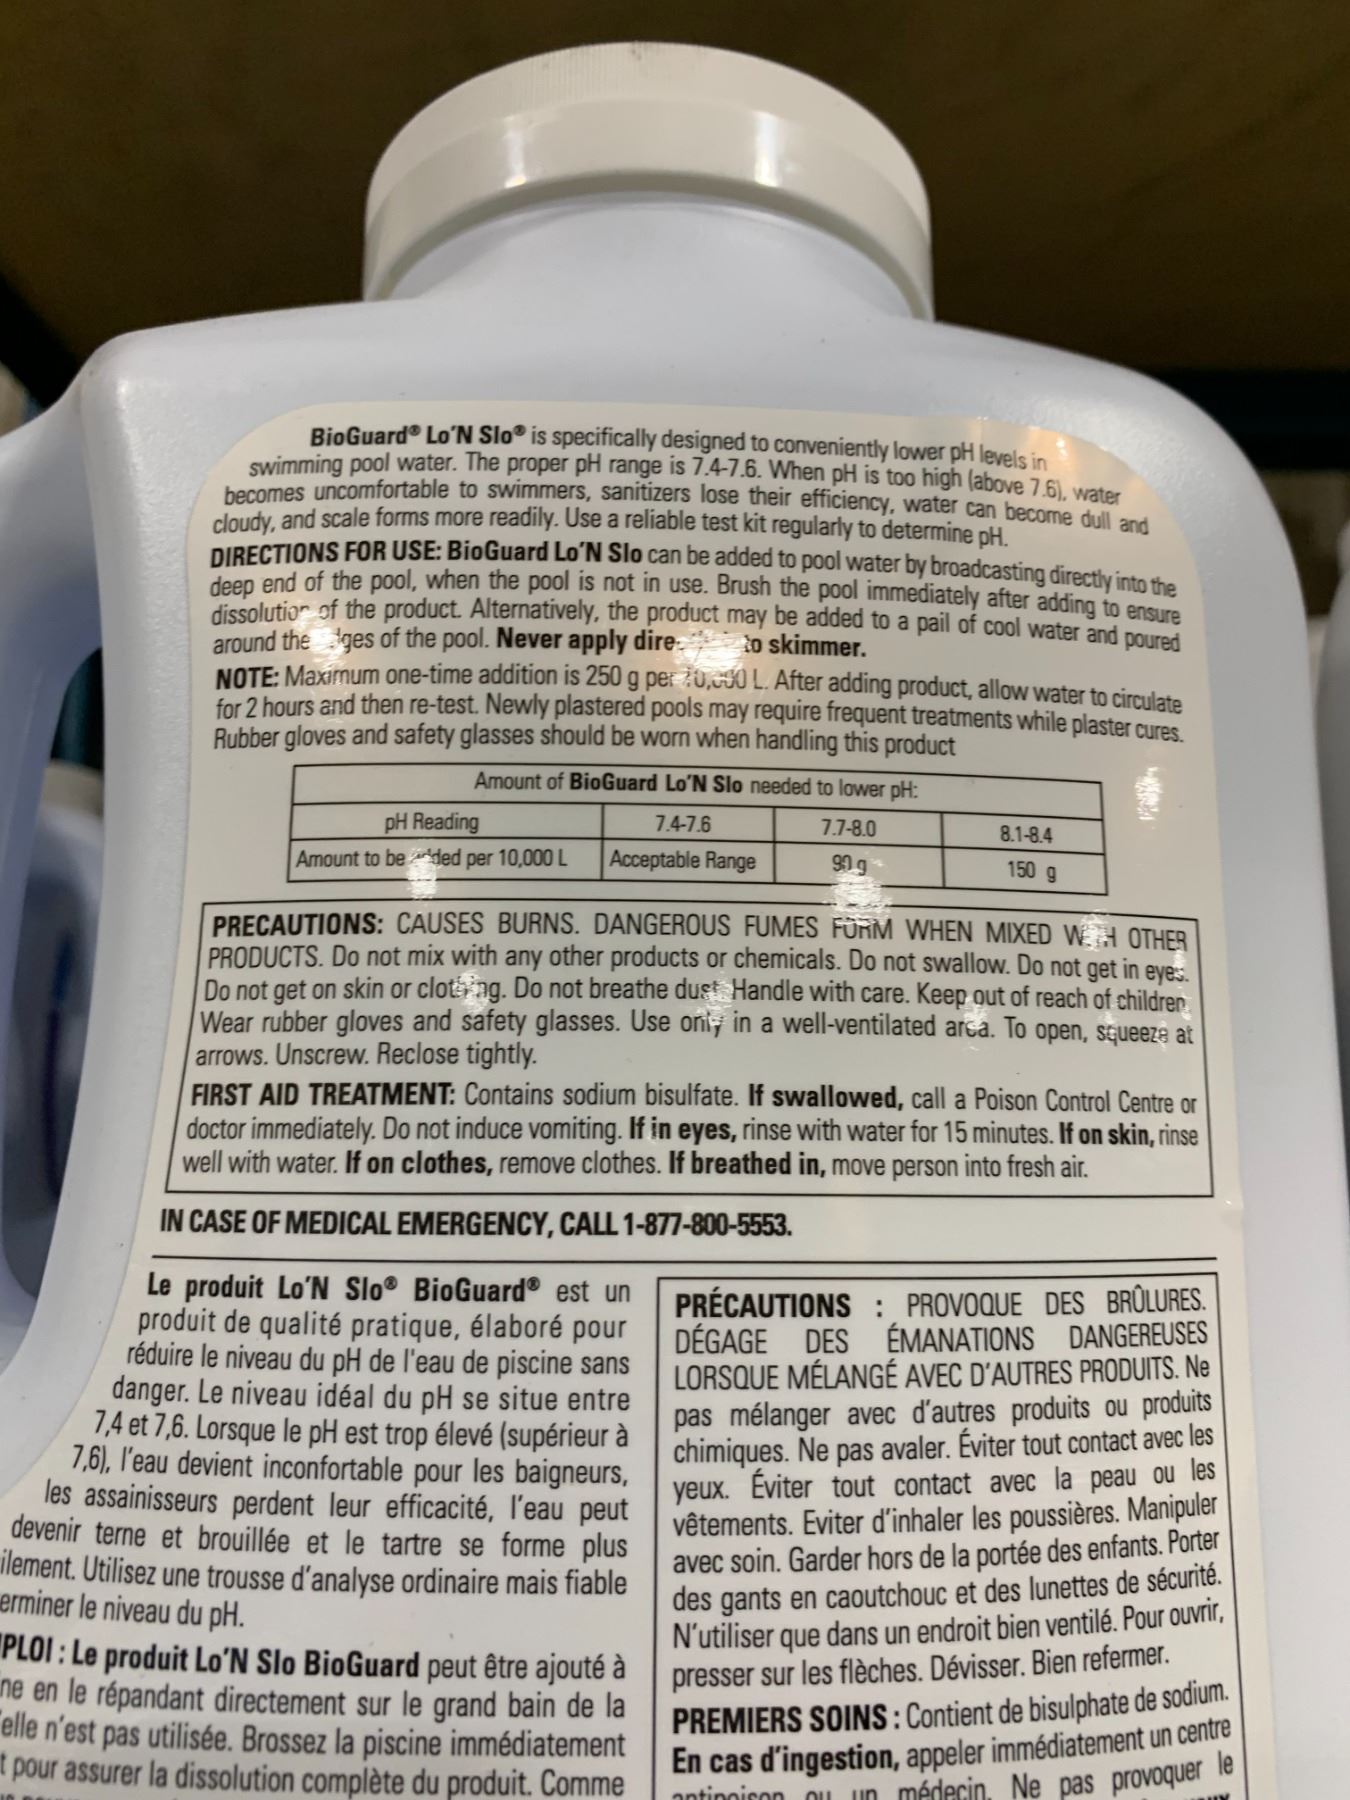 BioGuard® Lo'N Slo® is specifically designed to conveniently lower pH levels in
swimming pool water. The proper pH range is 7.4-7.6. When pH is too high (above 7.6), water
becomes uncomfortable to swimmers, sanitizers lose their efficiency, water can become dull and
cloudy, and scale forms more readily. Use a reliable test kit regularly to determine pH.
DIRECTIONS FOR USE: BioGuard Lo'N Slo can be added to pool water by broadcasting directly into the
deep end of the pool, when the pool is not in use. Brush the pool immediately after adding to ensure
dissolution of the product. Alternatively, the product may be added to a pail of cool water and poured
around the edges of the pool. Never apply to skimmer.
NOTE: Maximum one-time addition is 250 g per L. After adding product, allow water to circulate
for 2 hours and then re-test. Newly plastered pools may require frequent treatments while plaster cures.
Rubber gloves and safety glasses should be worn when handling this product
Amount of BioGuard Lo'N Slo needed to lower pH:
pH Reading 7.4-7.6 7.7-8.0 8.1-8.4
Amount to be added per 10,000 L Acceptable Range 90 g 150 g
PRECAUTIONS: CAUSES BURNS. DANGEROUS FUMES FORM WHEN MIXED WITH OTHER
PRODUCTS. Do not mix with any other products or chemicals. Do not swallow. Do not get in eyes.
Do not get on skin or clothing. Do not breathe dust. Handle with care. Keep out of reach of children.
Wear rubber gloves and safety glasses. Use only in a well-ventilated area. To open, squeeze at
arrows. Unscrew. Reclose tightly.
FIRST AID TREATMENT: Contains sodium bisulfate. If swallowed, call a Poison Control Centre or
doctor immediately. Do not induce vomiting. If in eyes, rinse with water for 15 minutes. If on skin, rinse
well with water. If on clothes, remove clothes. If breathed in, move person into fresh air.
IN CASE OF MEDICAL EMERGENCY, CALL 1-877-800-5553.
Le produit Lo'N Slo® BioGuard® est un
produit de qualité pratique, élaboré pour
réduire le niveau du pH de l'eau de piscine sans
danger. Le niveau idéal du pH se situe entre
7,4 et 7,6. Lorsque le pH est trop élevé (supérieur à
7,6), l'eau devient inconfortable pour les baigneurs,
les assainisseurs perdent leur efficacité, l'eau peut
devenir terne et brouillée et le tartre se forme plus
ilement. Utilisez une trousse d'analyse ordinaire mais fiable
erminer le niveau du pH.
PLOI : Le produit Lo'N Slo BioGuard peut être ajouté à
ne en le répandant directement sur le grand bain de la
elle n'est pas utilisée. Brossez la piscine immédiatement
t pour assurer la dissolution complète du produit. Comme
PRÉCAUTIONS : PROVOQUE DES BRÛLURES.
DÉGAGE DES ÉMANATIONS DANGEREUSES
LORSQUE MÉLANGÉ AVEC D'AUTRES PRODUITS. Ne
pas mélanger avec d'autres produits ou produits
chimiques. Ne pas avaler. Éviter tout contact avec les
yeux. Éviter tout contact avec la peau ou les
vêtements. Eviter d'inhaler les poussières. Manipuler
avec soin. Garder hors de la portée des enfants. Porter
des gants en caoutchouc et des lunettes de sécurité.
N'utiliser que dans un endroit bien ventilé. Pour ouvrir,
presser sur les flèches. Dévisser. Bien refermer.
PREMIERS SOINS : Contient de bisulphate de sodium.
En cas d'ingestion, appeler immédiatement un centre
antipoison ou un médecin. Ne pas provoquer le